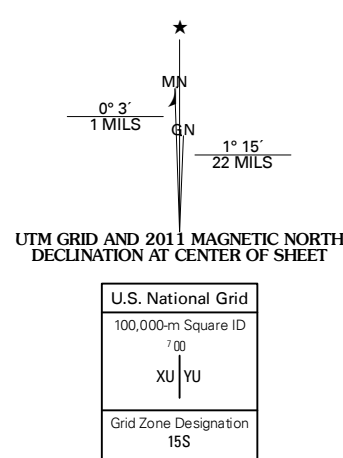 ★
MN
0° 3´
1 MILS
GN
1° 15´
22 MILS
UTM GRID AND 2011 MAGNETIC NORTH
DECLINATION AT CENTER OF SHEET
U.S. National Grid
100,000-m Square ID
7 00
XU YU
Grid Zone Designation
15S